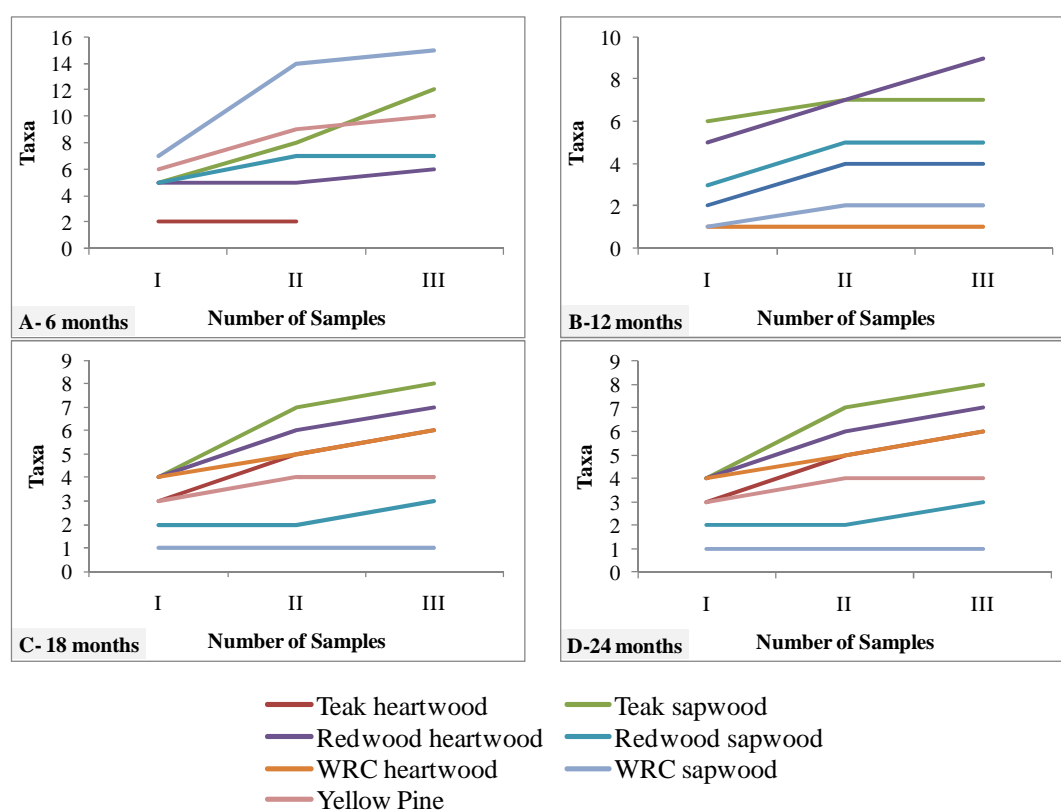 16
14
12
10
8
6
4
2
0
Taxa
I II III
Number of Samples
A- 6 months
10
8
6
4
2
0
Taxa
I II III
Number of Samples
B-12 months
9
8
7
6
5
4
3
2
1
0
Taxa
I II III
Number of Samples
C- 18 months
9
8
7
6
5
4
3
2
1
0
Taxa
I II III
Number of Samples
D-24 months
Teak heartwood Teak sapwood
Redwood heartwood Redwood sapwood
WRC heartwood WRC sapwood
Yellow Pine